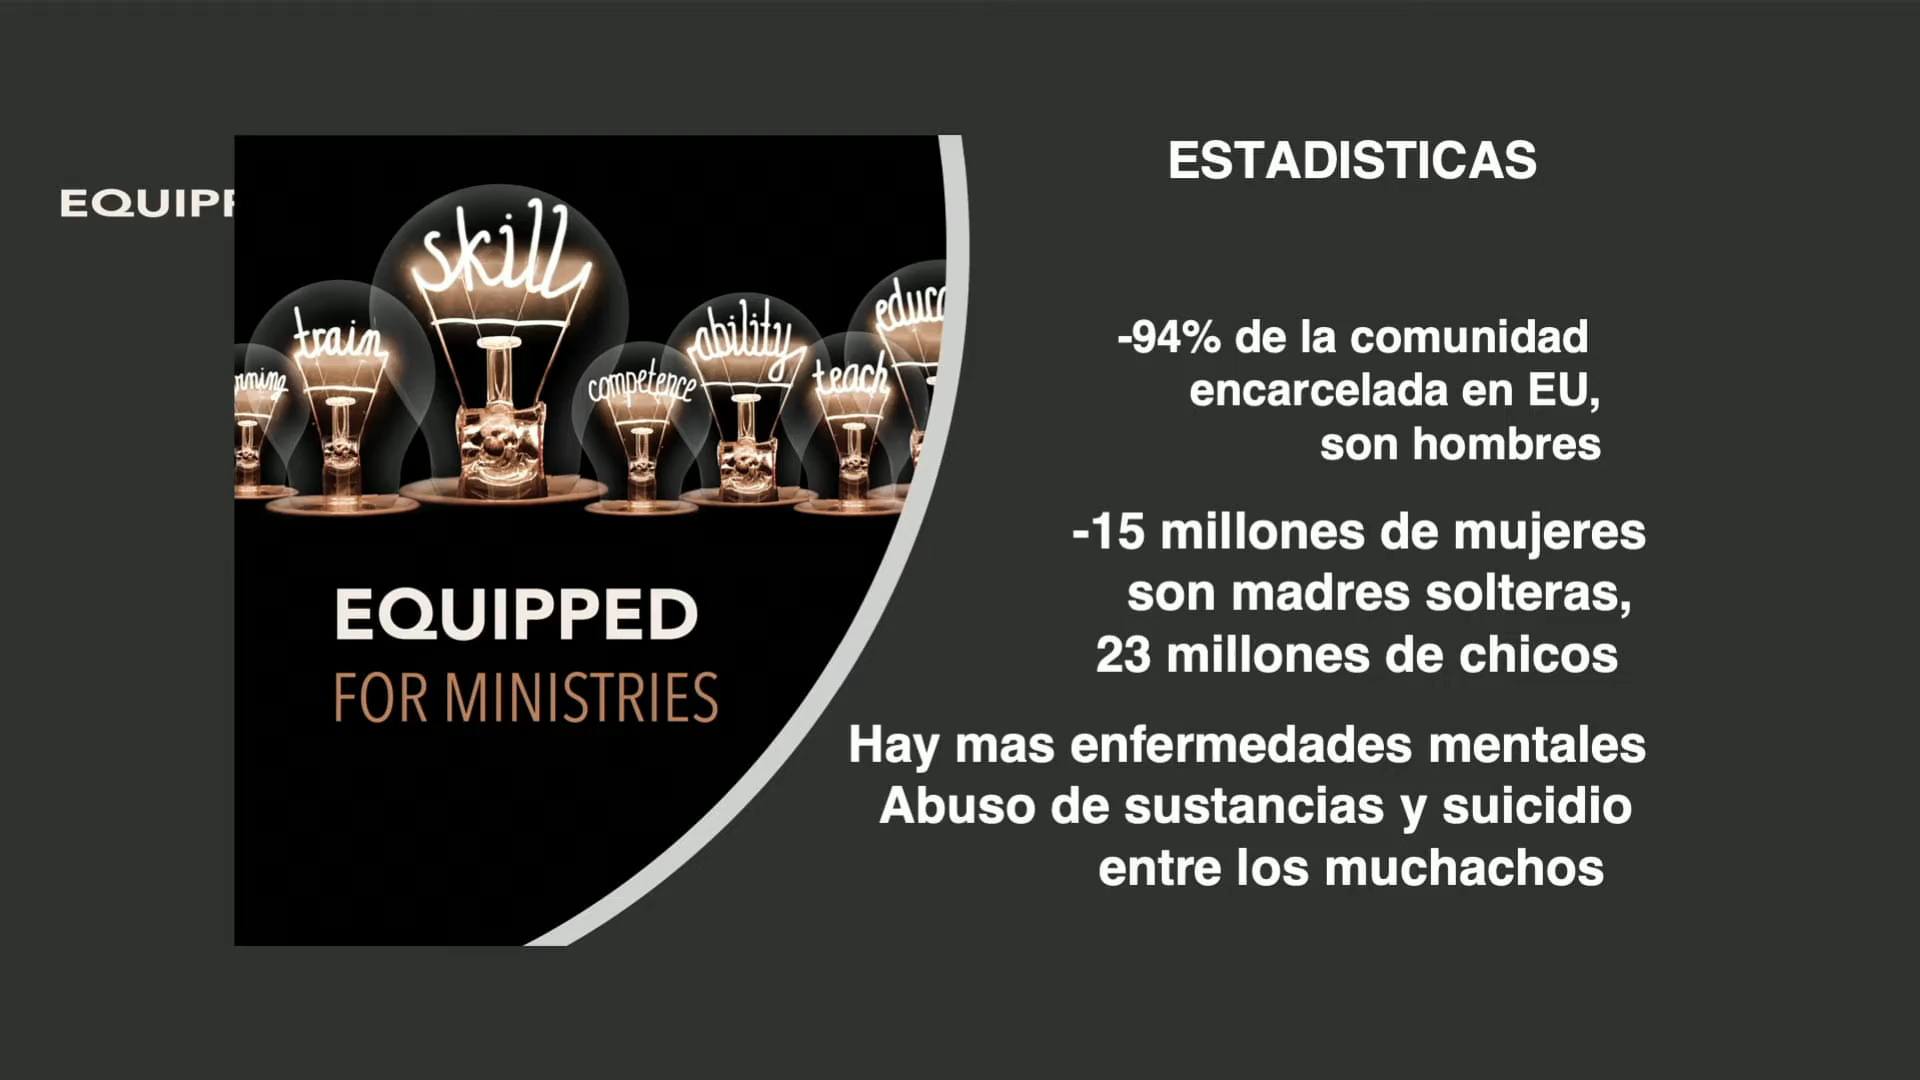 ESTADISTICAS
EQUIPP
skill
train
ability
competence
teach
-94% de la comunidad
encarcelada en EU,
son hombres
-15 millones de mujeres
son madres solteras,
23 millones de chicos
EQUIPPED
FOR MINISTRIES
Hay mas enfermedades mentales
Abuso de sustancias y suicidio
entre los muchachos